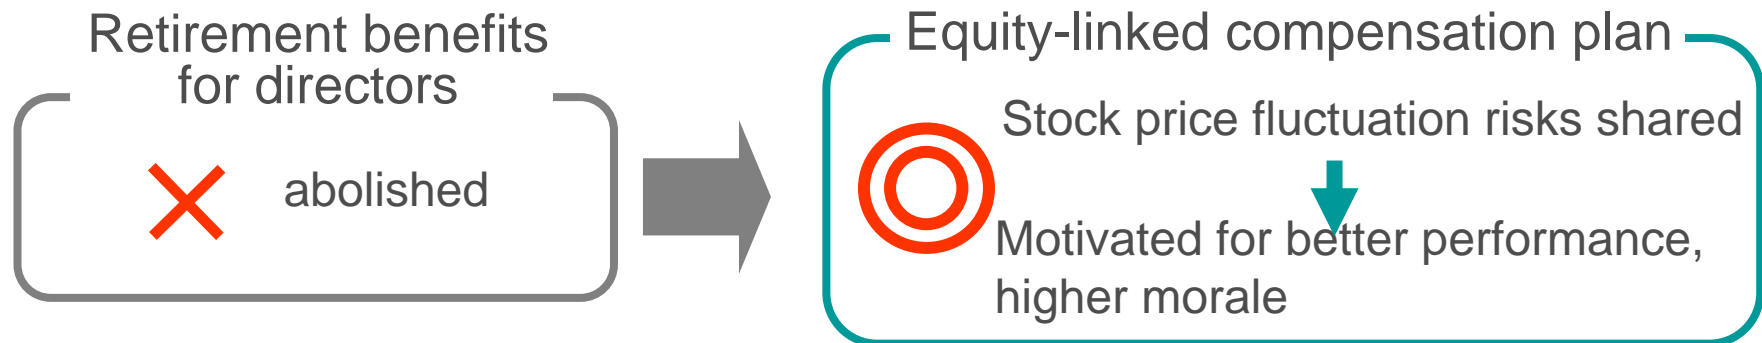 Retirement benefits
for directors
abolished
Equity-linked compensation plan
Stock price fluctuation risks shared
Motivated for better performance,
higher morale